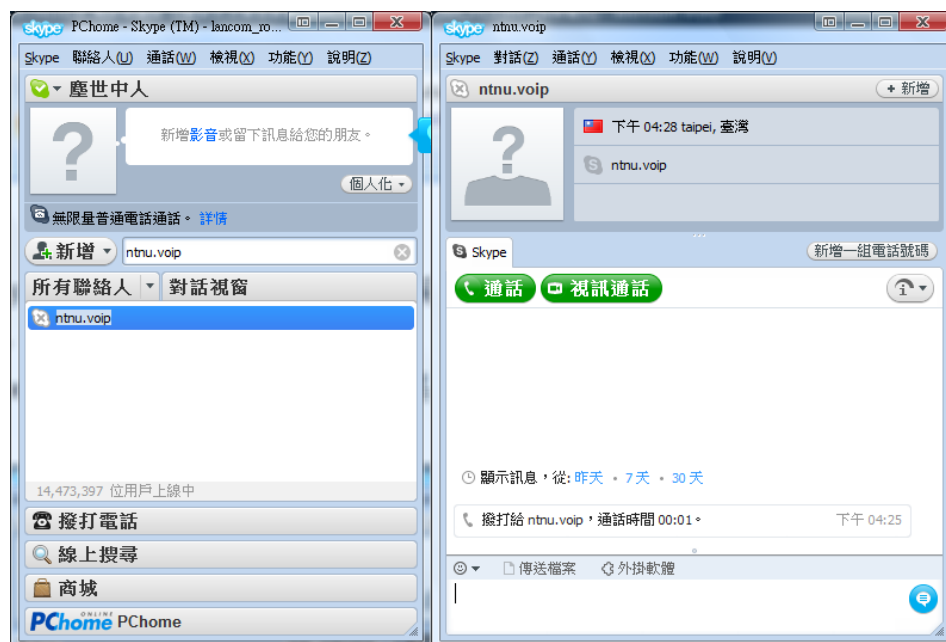 skype PChome - Skype (TM) - lancom_ro...
Skype 聯絡人(U) 通話(W) 檢視(X) 功能(Y) 說明(Z)
塵世中人
新增影音或留下訊息給您的朋友。
個人化
無限量普通電話通話。 詳情
新增 ntnu.voip
所有聯絡人 對話視窗
ntnu.voip
14,473,397 位用戶上線中
撥打電話
線上搜尋
商城
PChome ONLINE PChome
skype ntnu.voip
Skype 對話(Z) 通話(Y) 檢視(X) 功能(W) 說明(V)
ntnu.voip + 新增
下午 04:28 taipei, 臺灣
ntnu.voip
Skype 新增一組電話號碼
通話 視訊通話
顯示訊息，從: 昨天 • 7 天 • 30 天
撥打給 ntnu.voip，通話時間 00:01。 下午 04:25
傳送檔案 外掛軟體